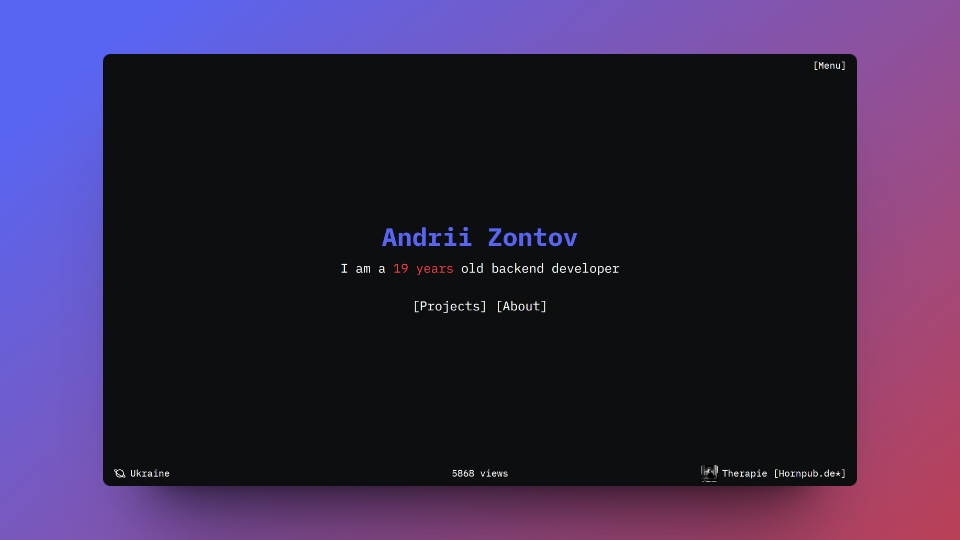 [Menu]
Andrii Zontov
I am a 19 years old backend developer
[Projects] [About]
Ukraine
5868 views
Therapie [Hornpub.de★]